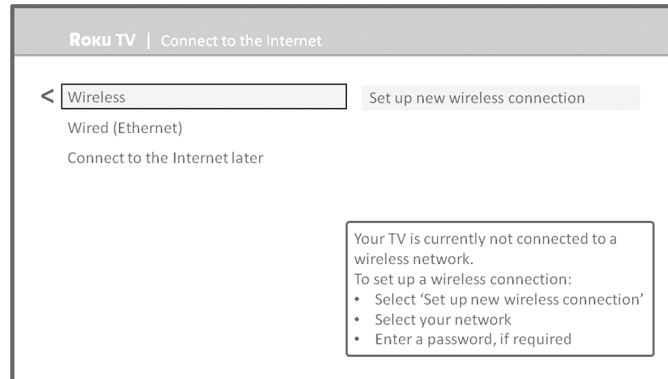 ROKU TV | Connect to the Internet
< Wireless
Set up new wireless connection
Wired (Ethernet)
Connect to the Internet later
Your TV is currently not connected to a
wireless network.
To set up a wireless connection:
• Select ‘Set up new wireless connection’
• Select your network
• Enter a password, if required